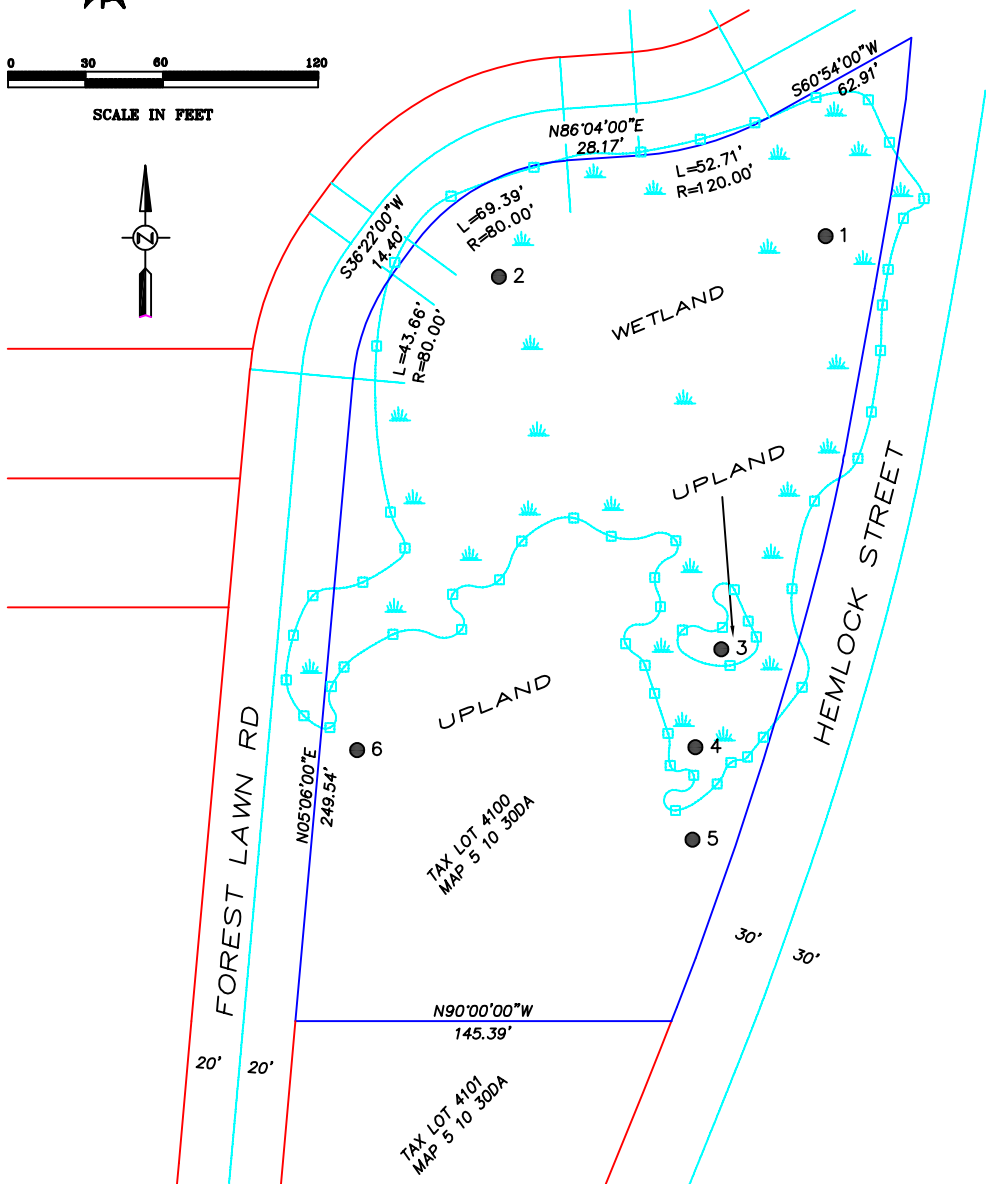 0 30 60 120
SCALE IN FEET
N
S60°54'00"W
62.91'
N86°04'00"E
28.17'
L=52.71'
R=120.00'
L=69.39'
R=80.00'
S36°22'00"W
14.40'
1
2
WETLAND
L=43.66'
R=80.00'
UPLAND
HEMLOCK STREET
3
UPLAND
4
6
5
FOREST LAWN RD
N05°06'00"E
249.54'
TAX LOT 4100
MAP 5 10 30DA
30' 30'
N90°00'00"W
145.39'
20' 20'
TAX LOT 4101
MAP 5 10 30DA